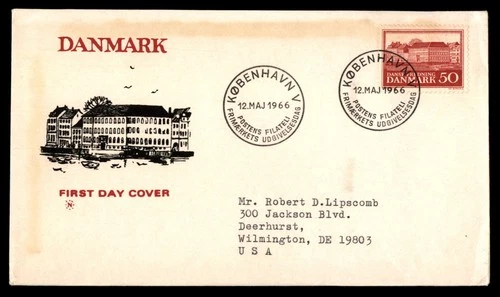 DANMARK
FIRST DAY COVER
KØBENHAVN V
12.MAJ 1966
POSTENS FILATELI
FRIMÆRKETS UDGIVELSESDAG
KØBENHAVN V
12.MAJ 1966
POSTENS FILATELI
FRIMÆRKETS UDGIVELSESDAG
DANMARK 50
Mr. Robert D.Lipscomb
300 Jackson Blvd.
Deerhurst,
Wilmington, DE 19803
U S A